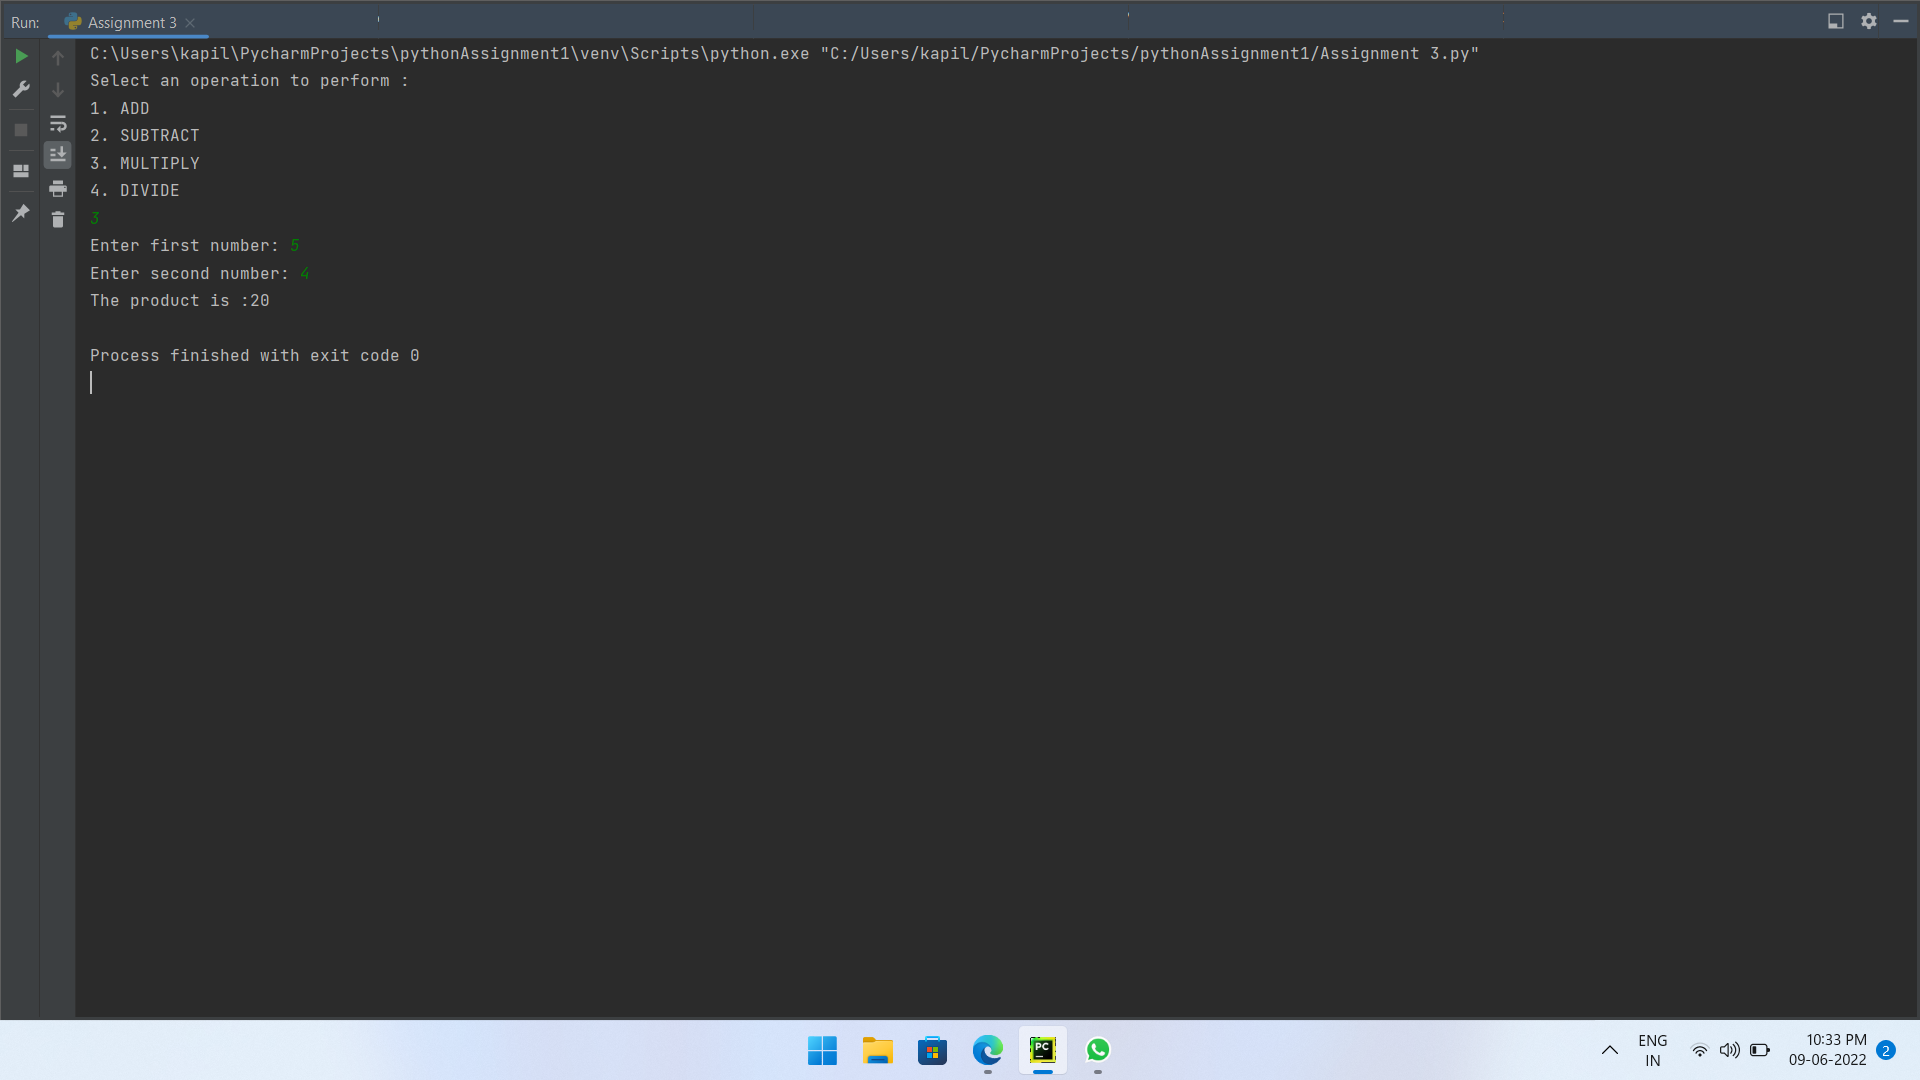 Run: Assignment 3
C:\Users\kapil\PycharmProjects\pythonAssignment1\venv\Scripts\python.exe "C:/Users/kapil/PycharmProjects/pythonAssignment1/Assignment 3.py"
Select an operation to perform :
1. ADD
2. SUBTRACT
3. MULTIPLY
4. DIVIDE
3
Enter first number: 5
Enter second number: 4
The product is :20
Process finished with exit code 0
PC
ENG
IN
10:33 PM
09-06-2022
2